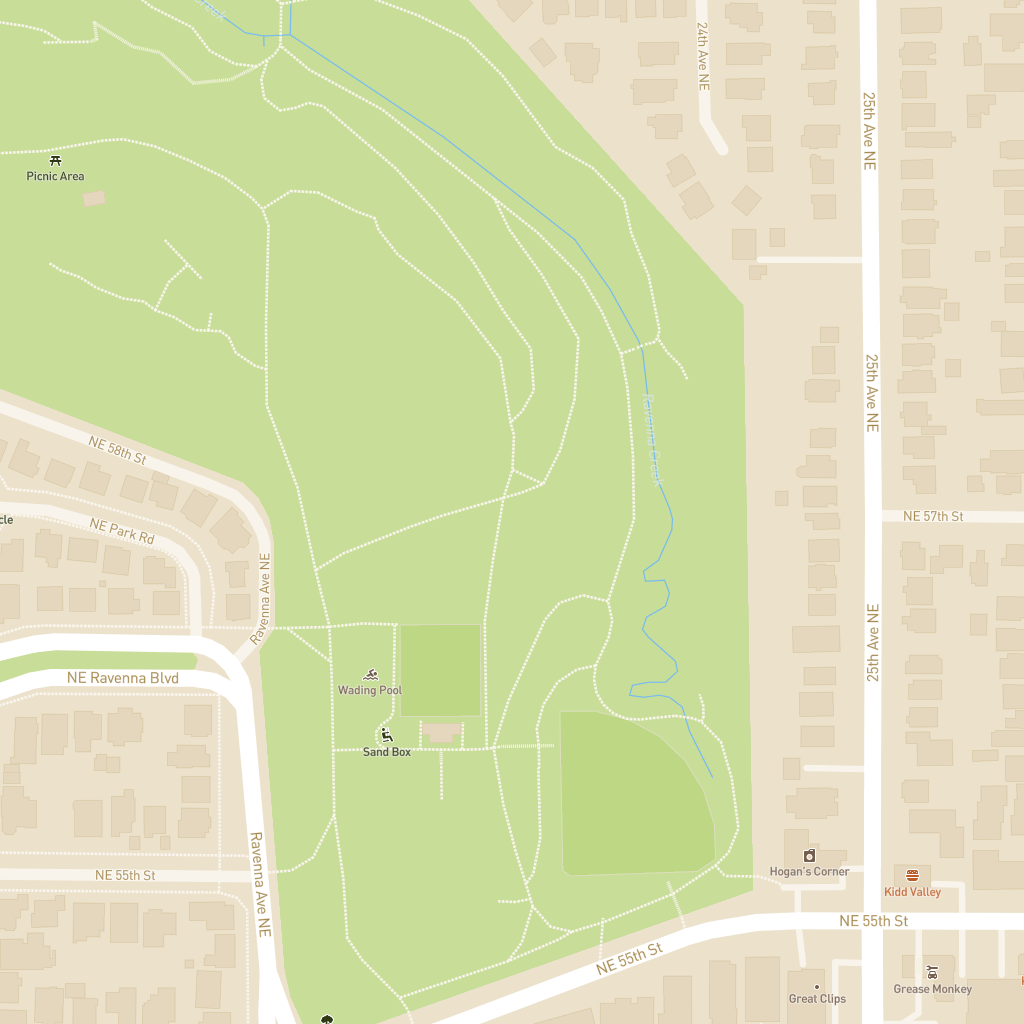 24th Ave NE
25th Ave NE
Picnic Area
25th Ave NE
Ravenna Creek
NE 58th St
NE Park Rd
NE 57th St
Ravenna Ave NE
25th Ave NE
NE Ravenna Blvd
Wading Pool
Sand Box
Ravenna Ave NE
NE 55th St
Hogan's Corner
Kidd Valley
NE 55th St
NE 55th St
Grease Monkey
Great Clips